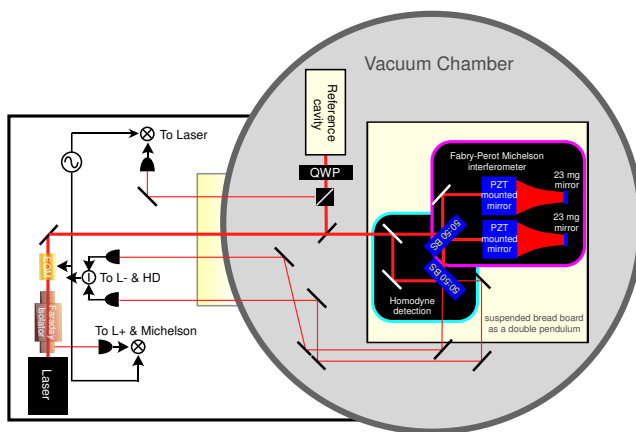 Vacuum Chamber
To Laser
Reference
cavity
QWP
Fabry-Perot Michelson
interferometer
PZT
mounted
mirror
23 mg
mirror
PZT
mounted
mirror
23 mg
mirror
50-50 BS
50-50 BS
EOM
To L- & HD
Homodyne
detection
suspended bread board
as a double pendulum
Faraday
Isolator
To L+ & Michelson
Laser